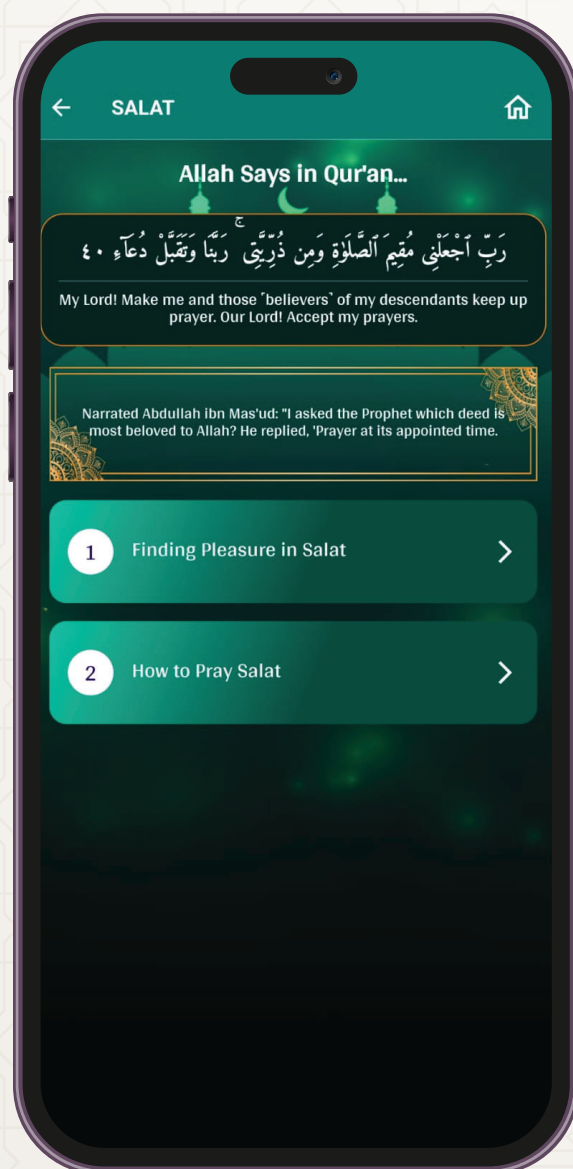 SALAT
Allah Says in Qur'an...
رَبِّ ٱجْعَلْنِى مُقِيمَ ٱلصَّلَوٰةِ وَمِن ذُرِّيَّتِى ۚ رَبَّنَا وَتَقَبَّلْ دُعَآءِ ٤٠
My Lord! Make me and those ˹believers˺ of my descendants keep up
prayer. Our Lord! Accept my prayers.
Narrated Abdullah ibn Mas'ud: "I asked the Prophet which deed is
most beloved to Allah? He replied, 'Prayer at its appointed time.
1 Finding Pleasure in Salat
2 How to Pray Salat